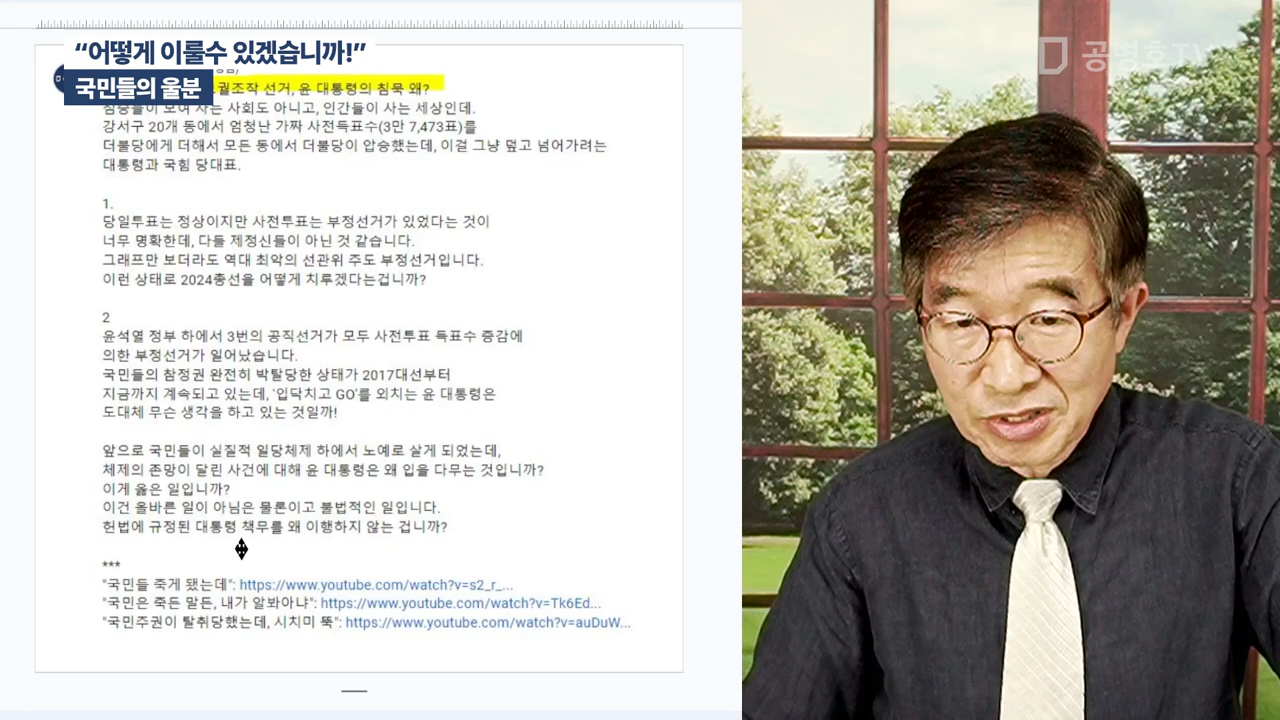 “어떻게 이룰수 있겠습니까!”
국민들의 울분
궐조작 선거, 윤 대통령의 침묵 왜?
짐승들이 모여 사는 사회도 아니고, 인간들이 사는 세상인데.
강서구 20개 동에서 엄청난 가짜 사전득표수(3만 7,473표)를
더불당에게 더해서 모든 동에서 더불당이 압승했는데, 이걸 그냥 덮고 넘어가려는
대통령과 국힘 당대표.
1.
당일투표는 정상이지만 사전투표는 부정선거가 있었다는 것이
너무 명확한데, 다들 제정신들이 아닌 것 같습니다.
그래프만 보더라도 역대 최악의 선관위 주도 부정선거입니다.
이런 상태로 2024총선을 어떻게 치루겠다는겁니까?
2
윤석열 정부 하에서 3번의 공직선거가 모두 사전투표 득표수 증감에
의한 부정선거가 일어났습니다.
국민들의 참정권 완전히 박탈당한 상태가 2017대선부터
지금까지 계속되고 있는데, '입닥치고 GO'를 외치는 윤 대통령은
도대체 무슨 생각을 하고 있는 것일까!
앞으로 국민들이 실질적 일당체제 하에서 노예로 살게 되었는데,
체제의 존망이 달린 사건에 대해 윤 대통령은 왜 입을 다무는 것입니까?
이게 옳은 일입니까?
이건 올바른 일이 아님은 물론이고 불법적인 일입니다.
헌법에 규정된 대통령 책무를 왜 이행하지 않는 겁니까?
***
"국민들 죽게 됐는데": https://www.youtube.com/watch?v=s2_r_...
"국민은 죽든 말든, 내가 알봐아냐": https://www.youtube.com/watch?v=Tk6Ed...
"국민주권이 탈취당했는데, 시치미 뚝": https://www.youtube.com/watch?v=auDuW...
공병호TV